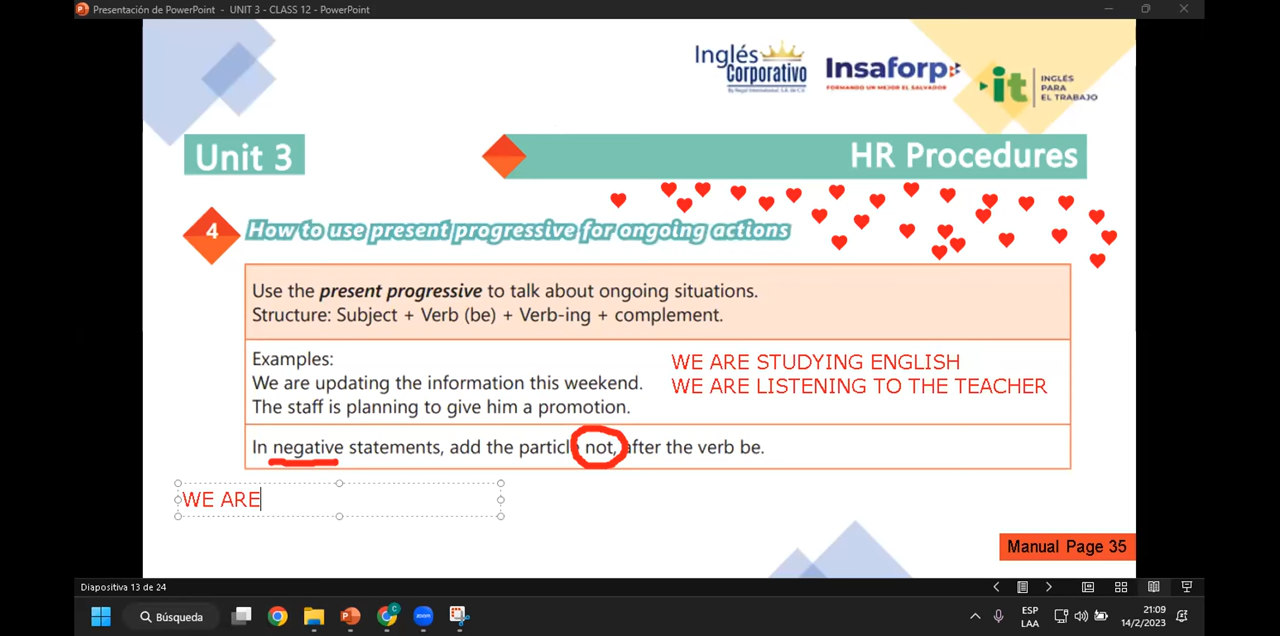 Presentación de PowerPoint - UNIT 3 - CLASS 12 - PowerPoint
Inglés
Corporativo
By Regal International, S.A. de C.V.
Insaforp
FORMANDO UN MEJOR EL SALVADOR
it
INGLÉS
PARA
EL TRABAJO
Unit 3
HR Procedures
4
How to use present progressive for ongoing actions
Use the present progressive to talk about ongoing situations.
Structure: Subject + Verb (be) + Verb-ing + complement.
Examples:
We are updating the information this weekend.
The staff is planning to give him a promotion.
WE ARE STUDYING ENGLISH
WE ARE LISTENING TO THE TEACHER
In negative statements, add the particle not, after the verb be.
WE ARE
Manual Page 35
Diapositiva 13 de 24
Búsqueda
zoom
ESP
LAA
21:09
14/2/2023